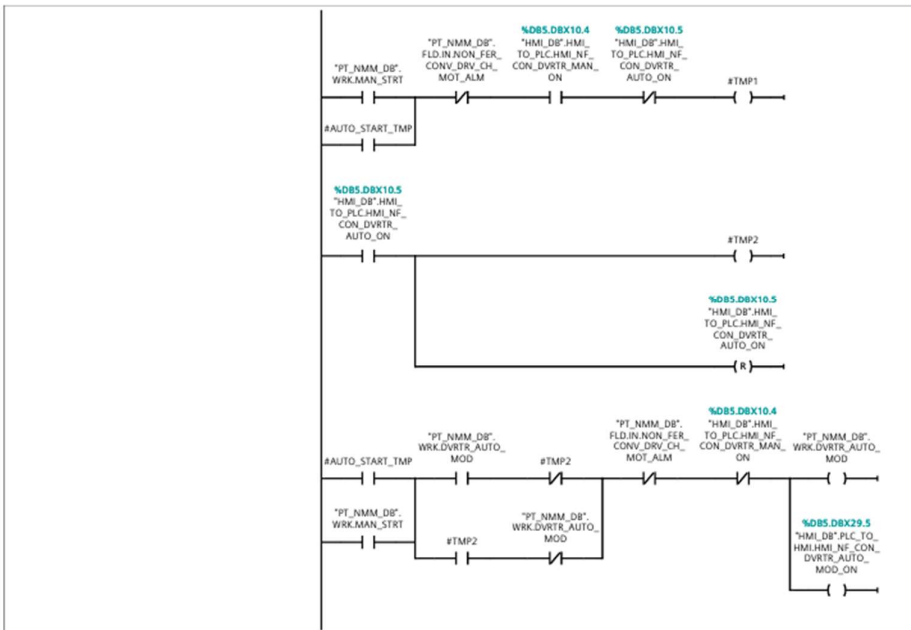 "PT_NMM_DB".
WRK.MAN_STRT
"PT_NMM_DB".
FLD.IN.NON_FER_
CONV_DRV_CH_
MOT_ALM
%DB5.DBX10.4
"HMI_DB".HMI_
TO_PLC.HMI_NF_
CON_DVRTR_MAN_
ON
%DB5.DBX10.5
"HMI_DB".HMI_
TO_PLC.HMI_NF_
CON_DVRTR_
AUTO_ON
#TMP1
#AUTO_START_TMP
%DB5.DBX10.5
"HMI_DB".HMI_
TO_PLC.HMI_NF_
CON_DVRTR_
AUTO_ON
#TMP2
%DB5.DBX10.5
"HMI_DB".HMI_
TO_PLC.HMI_NF_
CON_DVRTR_
AUTO_ON
R
#AUTO_START_TMP
"PT_NMM_DB".
WRK.DVRTR_AUTO_
MOD
#TMP2
"PT_NMM_DB".
FLD.IN.NON_FER_
CONV_DRV_CH_
MOT_ALM
%DB5.DBX10.4
"HMI_DB".HMI_
TO_PLC.HMI_NF_
CON_DVRTR_MAN_
ON
"PT_NMM_DB".
WRK.DVRTR_AUTO_
MOD
"PT_NMM_DB".
WRK.MAN_STRT
#TMP2
"PT_NMM_DB".
WRK.DVRTR_AUTO_
MOD
%DB5.DBX29.5
"HMI_DB".PLC_TO_
HMI.HMI_NF_CON_
DVRTR_AUTO_
MOD_ON